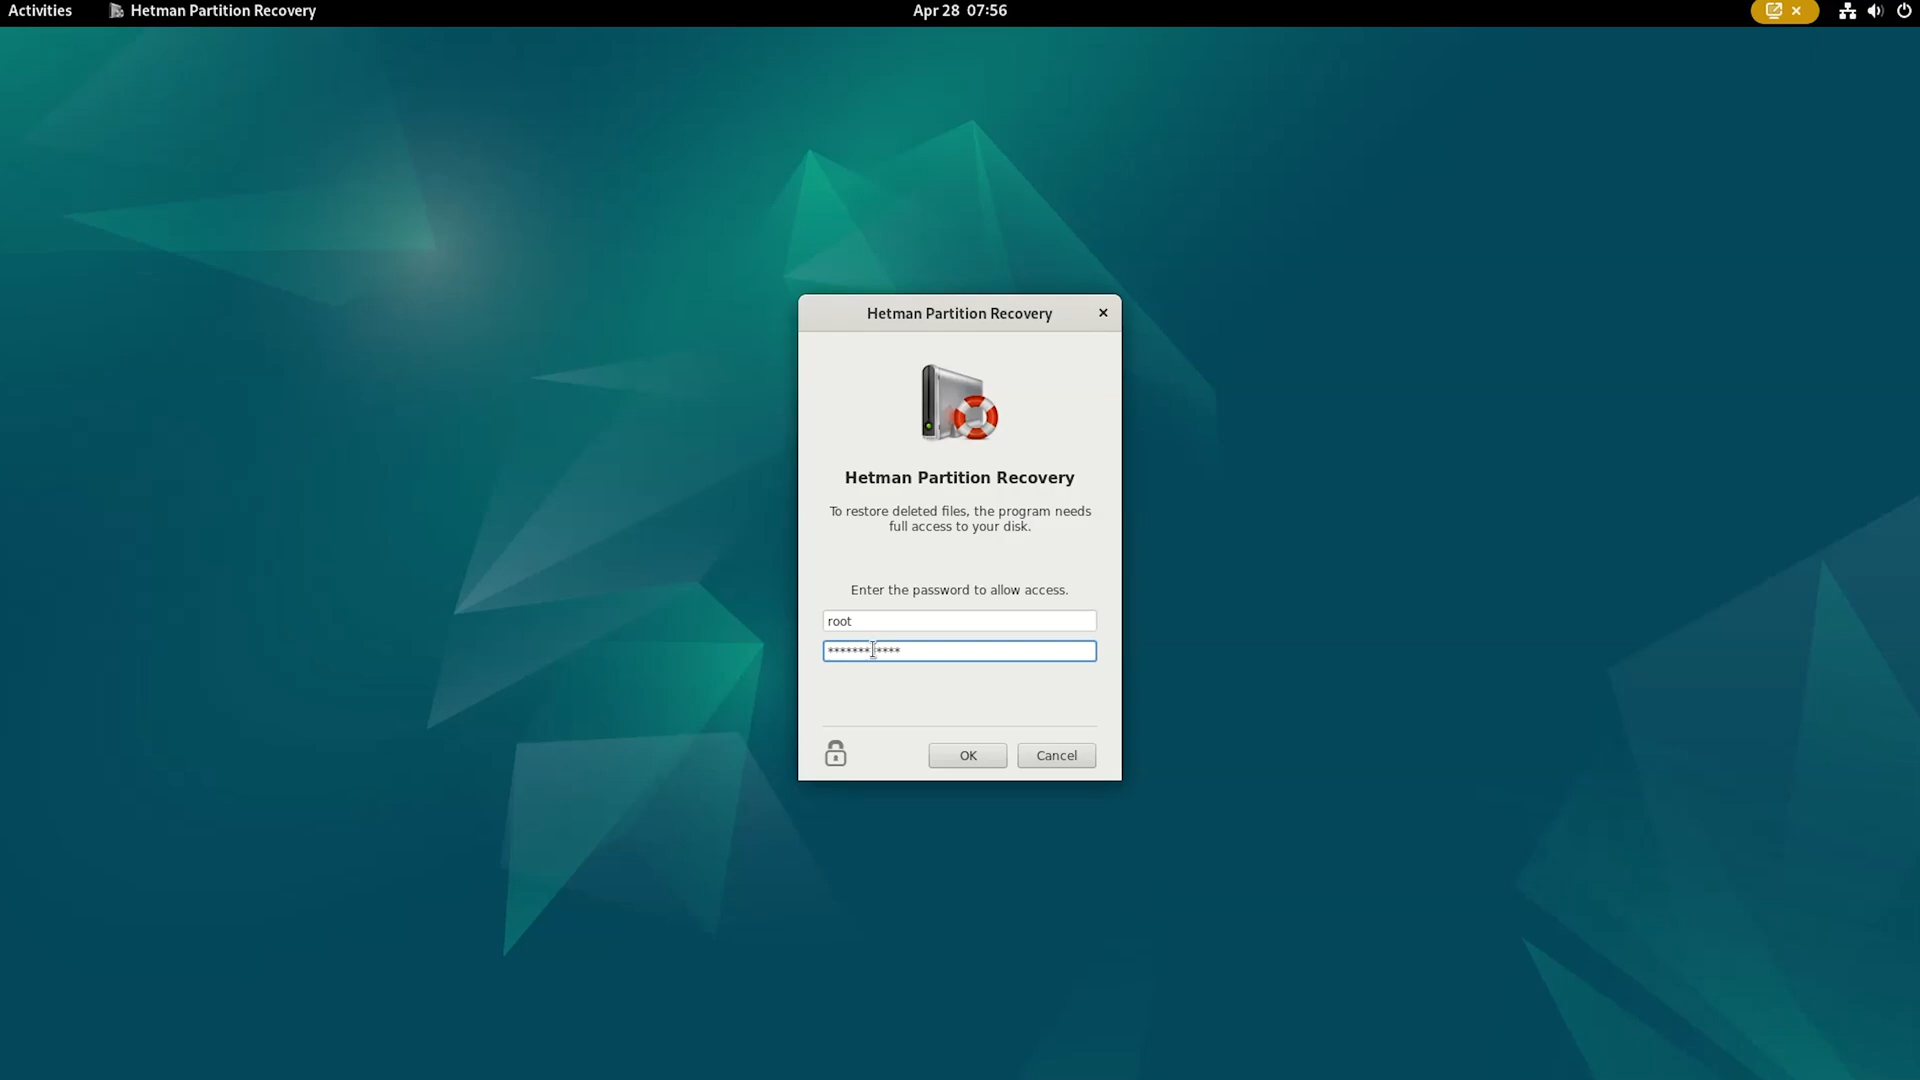 Activities Hetman Partition Recovery Apr 28 07:56
Hetman Partition Recovery
Hetman Partition Recovery
To restore deleted files, the program needs
full access to your disk.
Enter the password to allow access.
root
OK Cancel